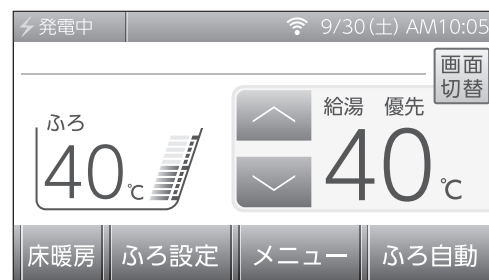 発電中 9/30(土) AM10:05
画面
切替
ふろ
40℃
給湯 優先
40℃
床暖房 ふろ設定 メニュー ふろ自動